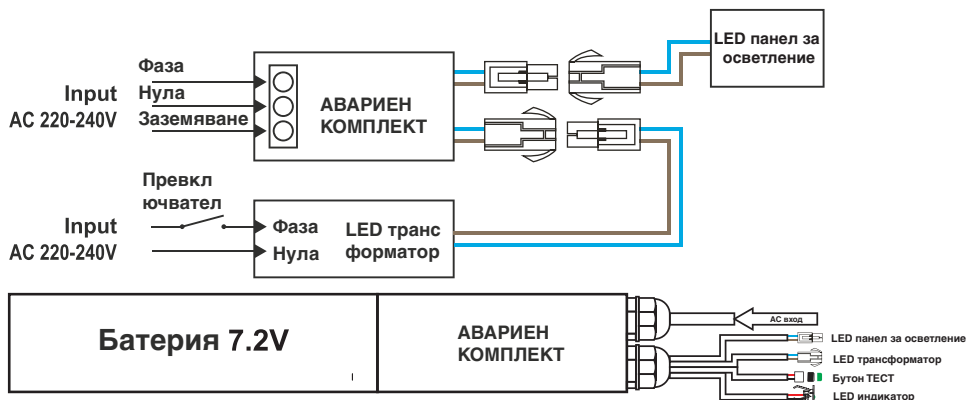 LED панел за
осветление
Фаза
Input
Нула
AC 220-240V
Заземяване
АВАРИЕН
КОМПЛЕКТ
Превкл
ючвател
Input
AC 220-240V
Фаза
Нула
LED транс
форматор
Батерия 7.2V
АВАРИЕН
КОМПЛЕКТ
AC вход
LED панел за осветление
LED трансформатор
Бутон ТЕСТ
LED индикатор